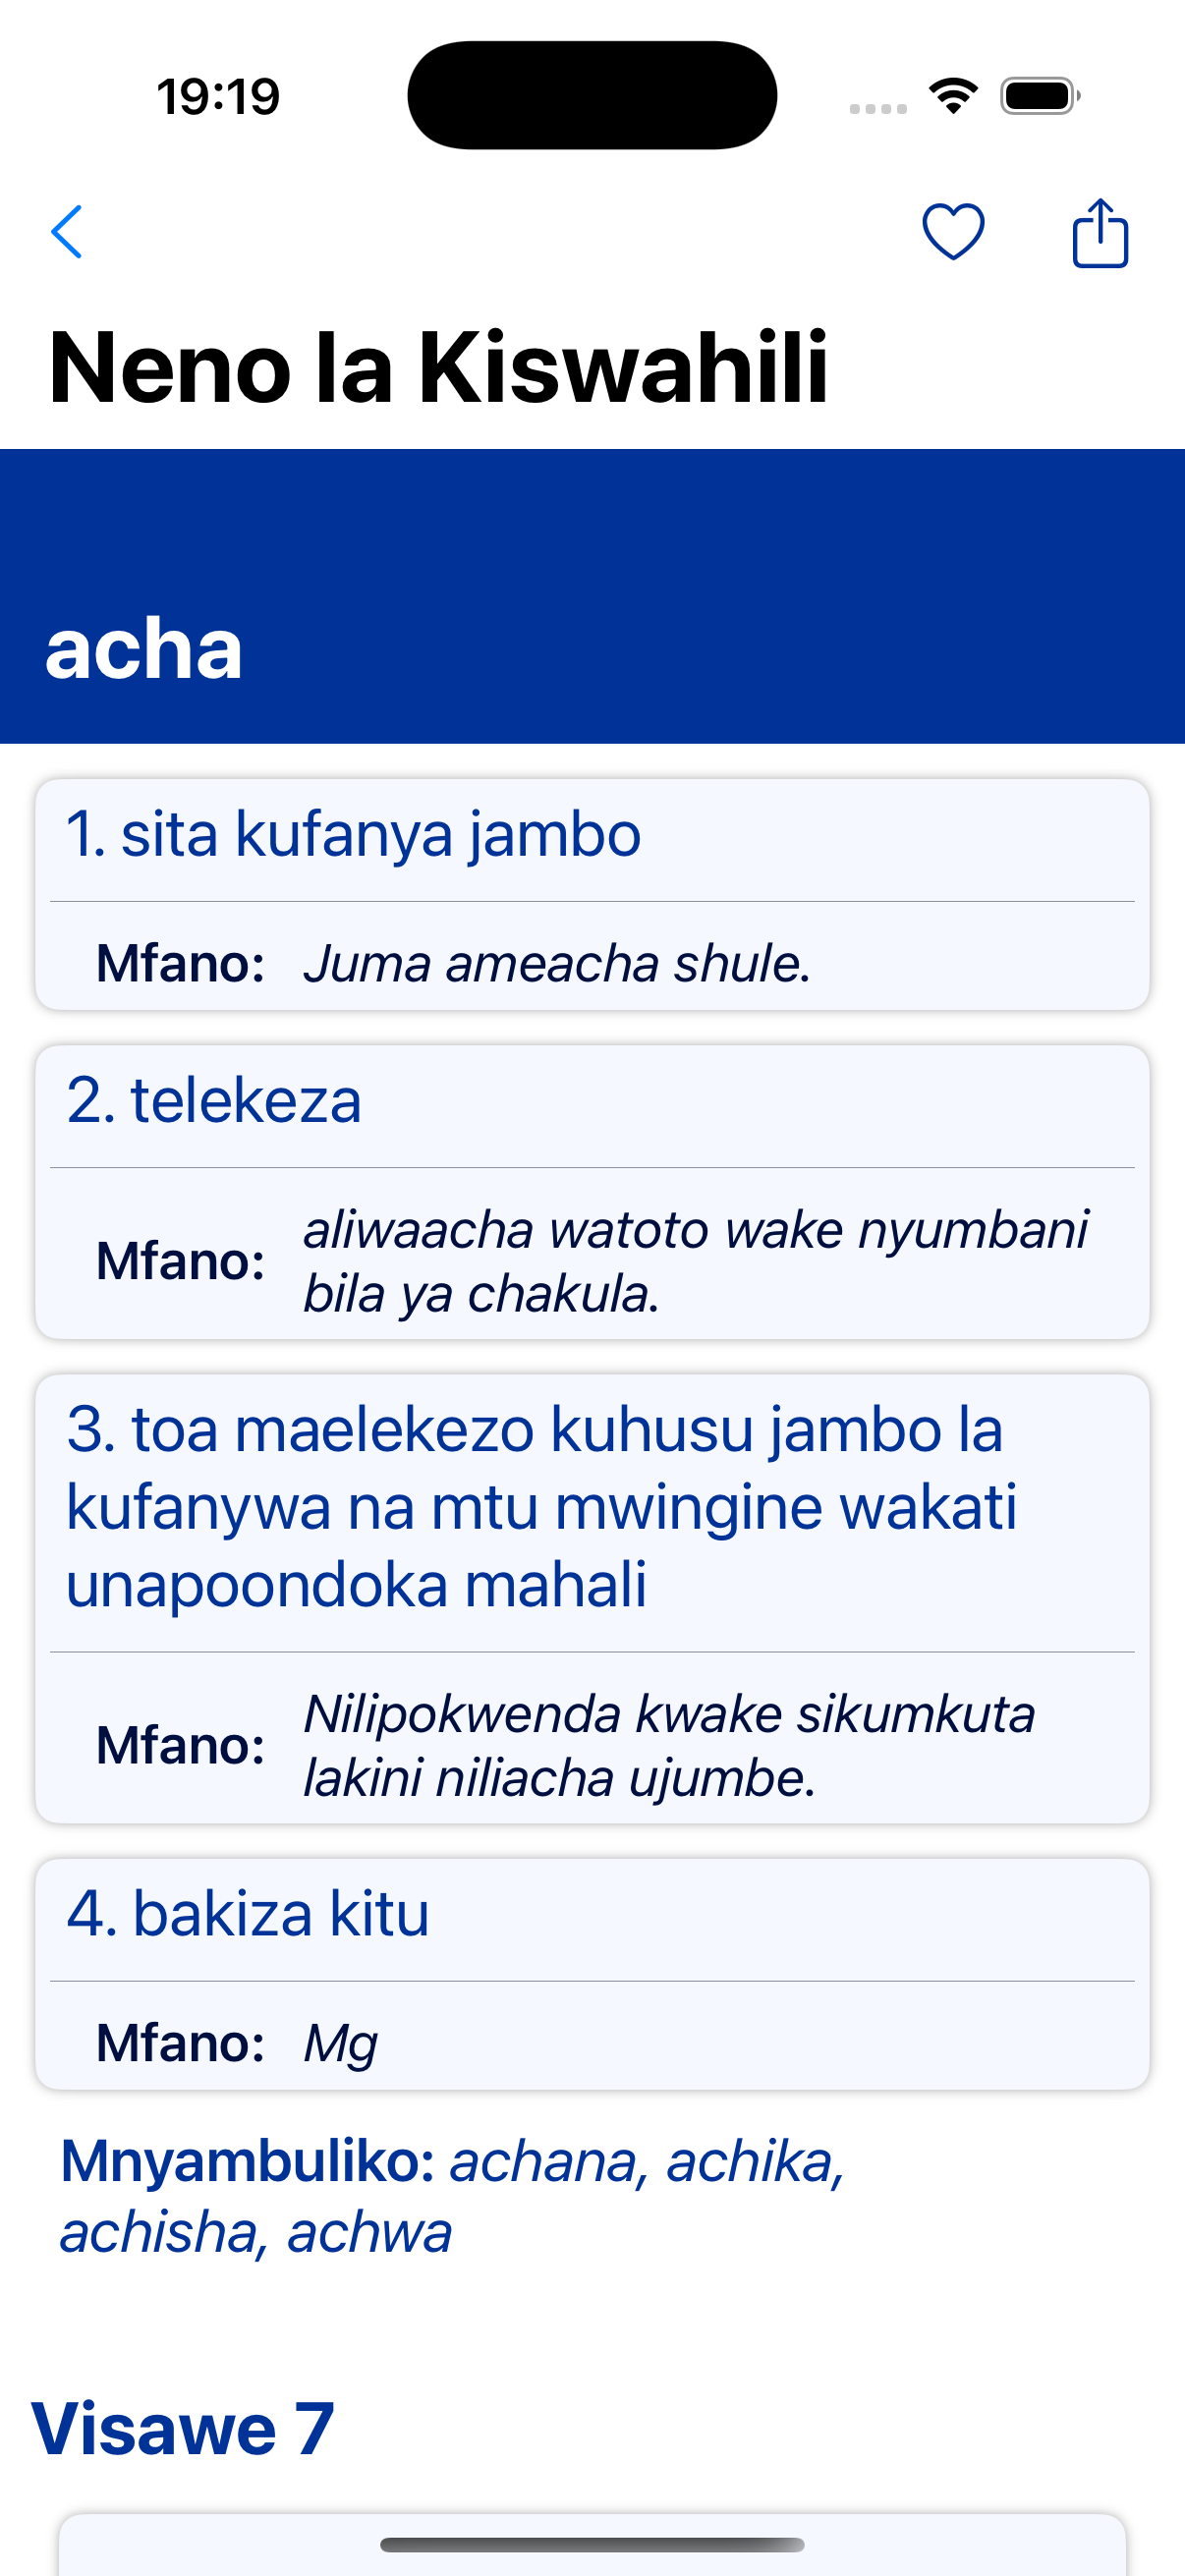 19:19
Neno la Kiswahili
acha
1. sita kufanya jambo
Mfano: Juma ameacha shule.
2. telekeza
Mfano: aliwaacha watoto wake nyumbani
bila ya chakula.
3. toa maelekezo kuhusu jambo la
kufanywa na mtu mwingine wakati
unapoondoka mahali
Mfano: Nilipokwenda kwake sikumkuta
lakini niliacha ujumbe.
4. bakiza kitu
Mfano: Mg
Mnyambuliko: achana, achika,
achisha, achwa
Visawe 7